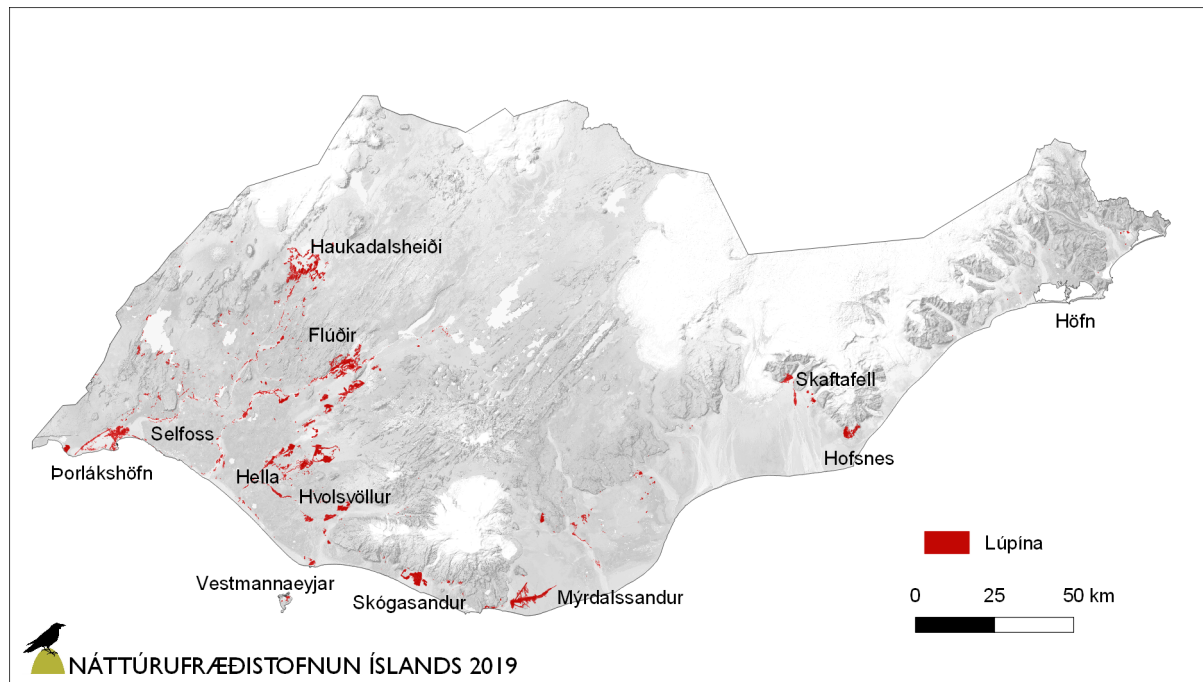 Haukadalsheiði
Flúðir
Höfn
Skaftafell
Selfoss
Hofsnes
Þorlákshöfn
Hella
Hvolsvöllur
Lúpína
Vestmannaeyjar
Skógasandur
Mýrdalssandur
0 25 50 km
NÁTTÚRUFRÆÐISTOFNUN ÍSLANDS 2019